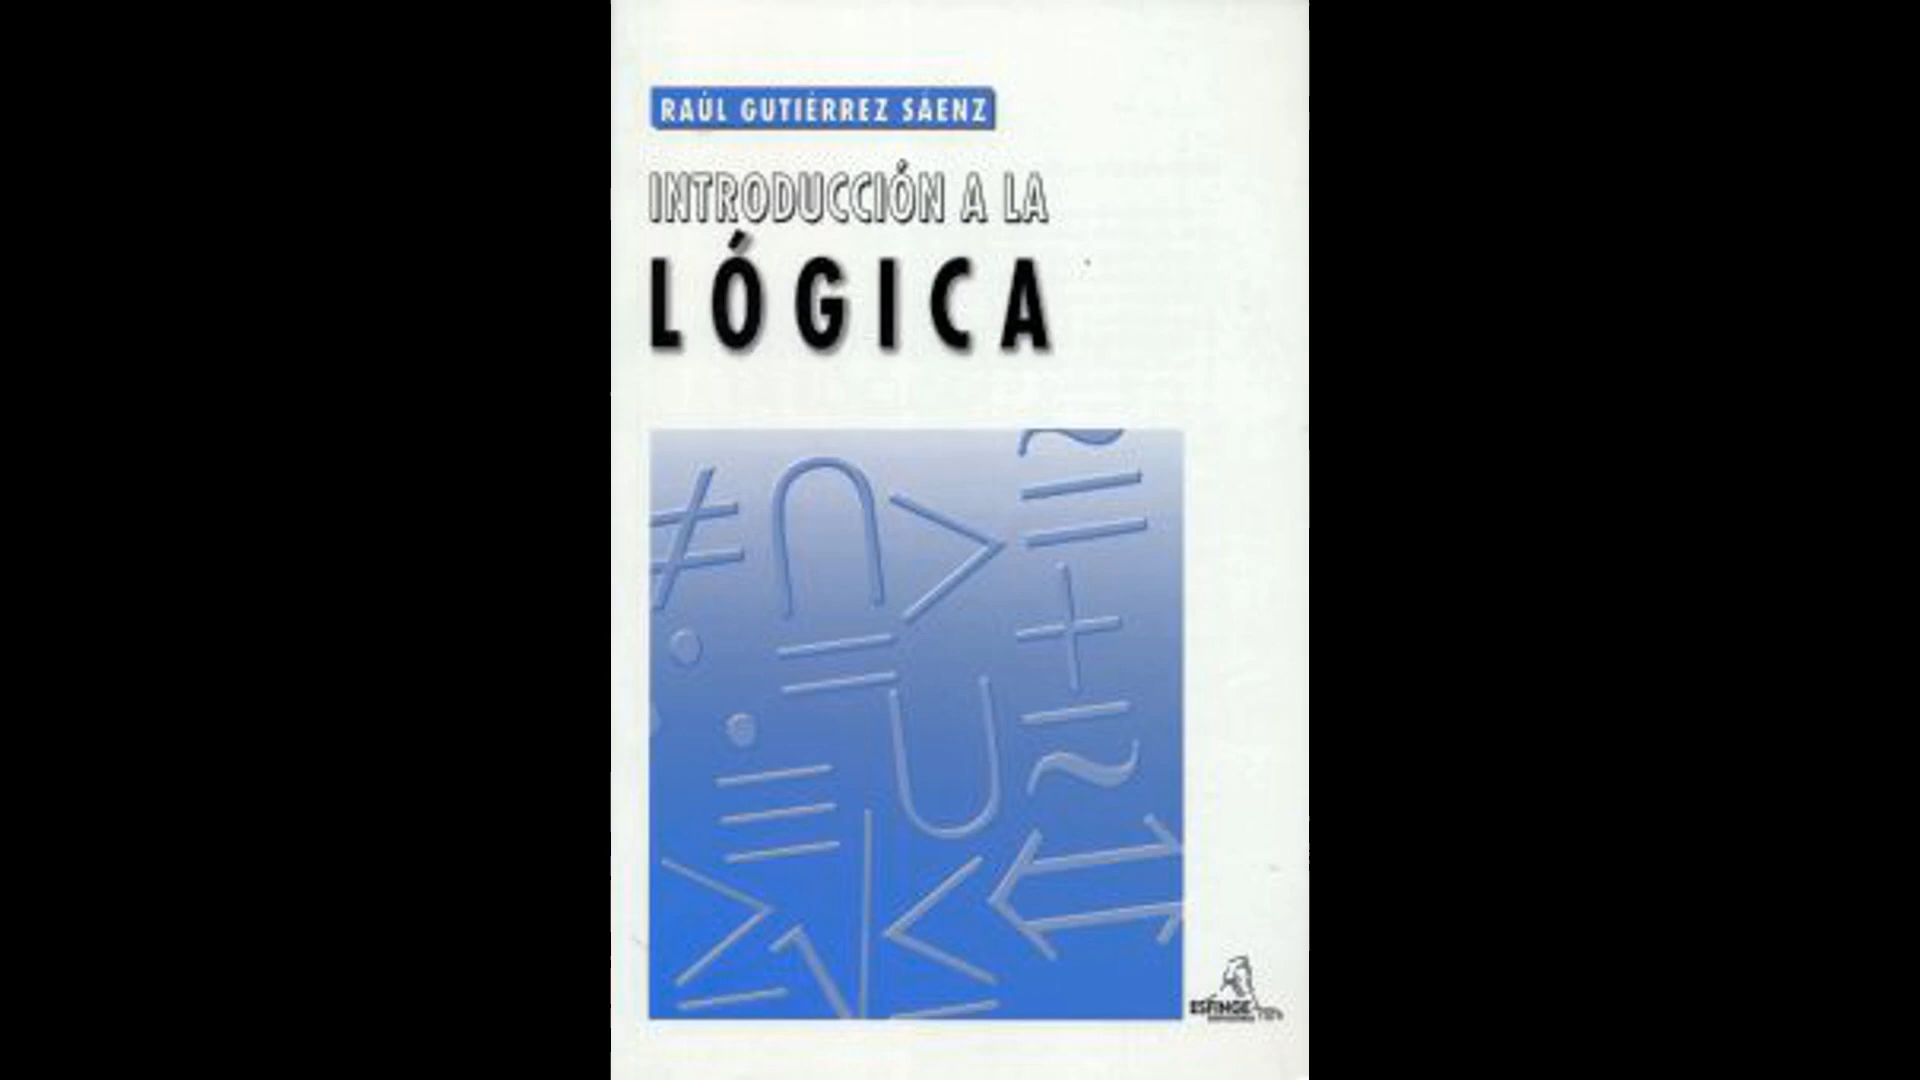 RAÚL GUTIÉRREZ SÁENZ
INTRODUCCIÓN A LA
LÓGICA
ESFINGE